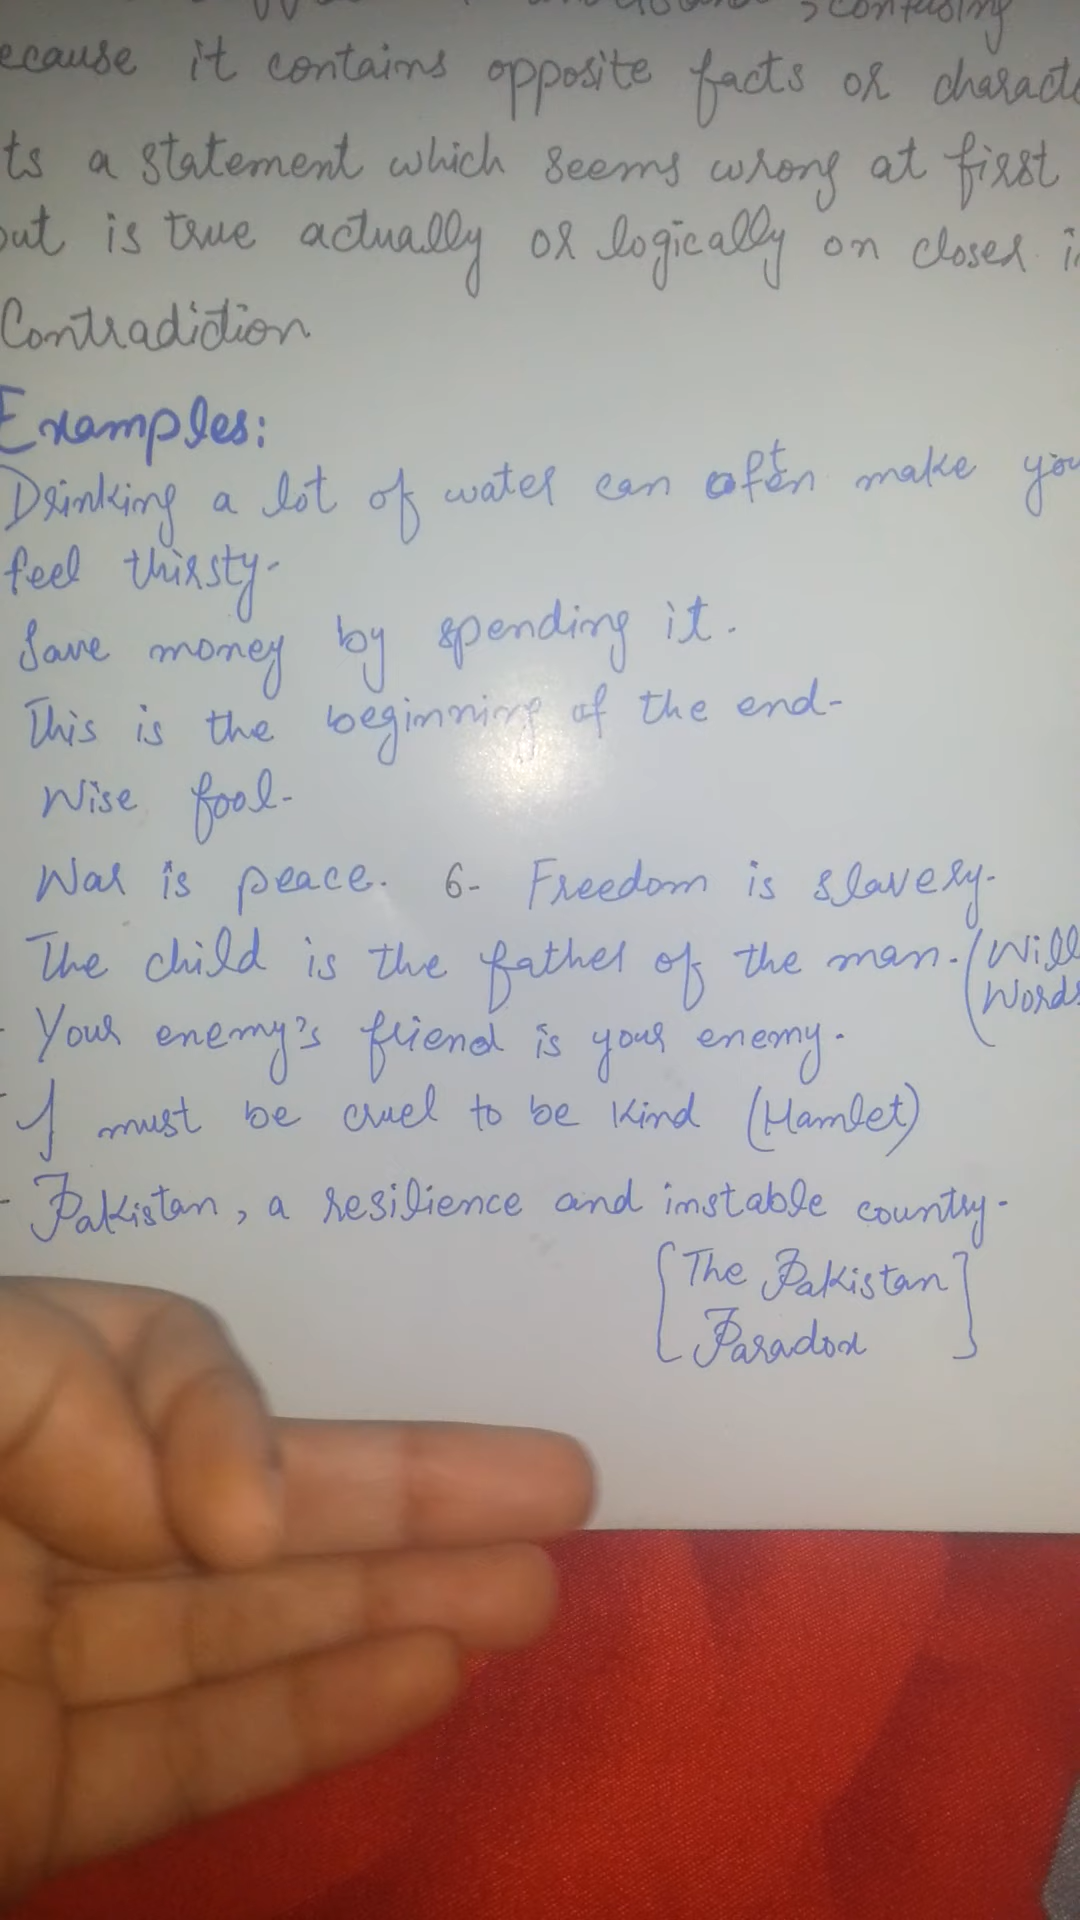 confusing
ecause it contains opposite facts or characte
ts a statement which seems wrong at first
out is true actually or logically on closer i
Contradiction
Examples:
Drinking a lot of water can often make you
feel thirsty-
Save money by spending it.
This is the beginning of the end-
Wise fool-
War is peace. 6- Freedom is slavery-
The child is the father of the man. (Will
Words
- Your enemy's friend is your enemy.
- I must be cruel to be kind (Hamlet)
- Pakistan, a resilience and instable country-
[The Pakistan
Paradox]